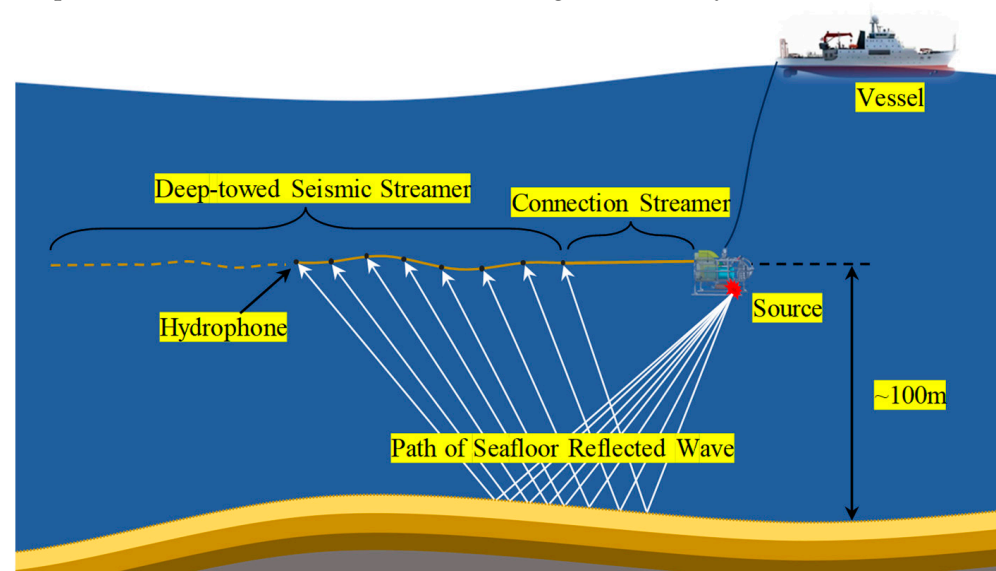 Vessel
Deep-towed Seismic Streamer
Connection Streamer
Hydrophone
Source
~100m
Path of Seafloor Reflected Wave